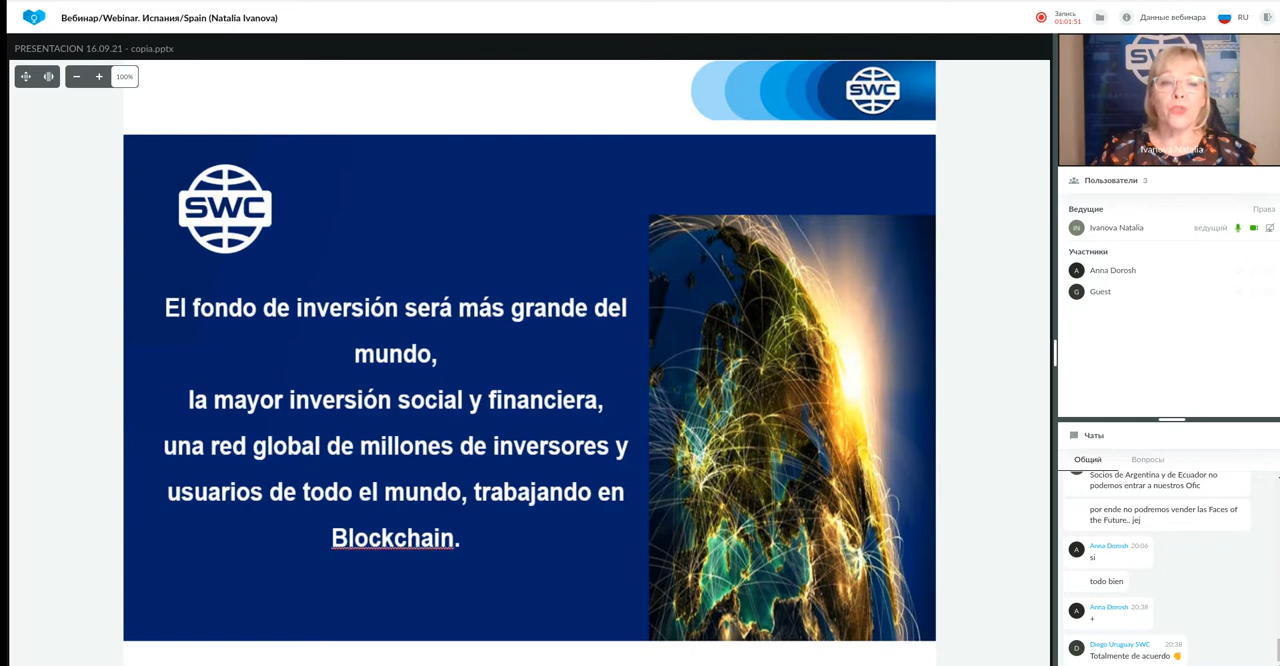 Вебинар/Webinar. Испания/Spain (Natalia Ivanova)
Запись
01:01:51
Данные вебинара
RU
PRESENTACION 16.09.21 - copia.pptx
100%
SWC
SWC
El fondo de inversión será más grande del
mundo,
la mayor inversión social y financiera,
una red global de millones de inversores y
usuarios de todo el mundo, trabajando en
Blockchain.
Ivanova Natalia
Пользователи 3
Ведущие
Права
IN
Ivanova Natalia
ведущий
Участники
A
Anna Dorosh
G
Guest
Чаты
Общий
Вопросы
Socios de Argentina y de Ecuador no
podemos entrar a nuestros Ofic
por ende no podremos vender las Faces of
the Future.. jej
A
Anna Dorosh 20:06
si
todo bien
A
Anna Dorosh 20:38
+
D
Diego Uruguay SWC 20:38
Totalmente de acuerdo